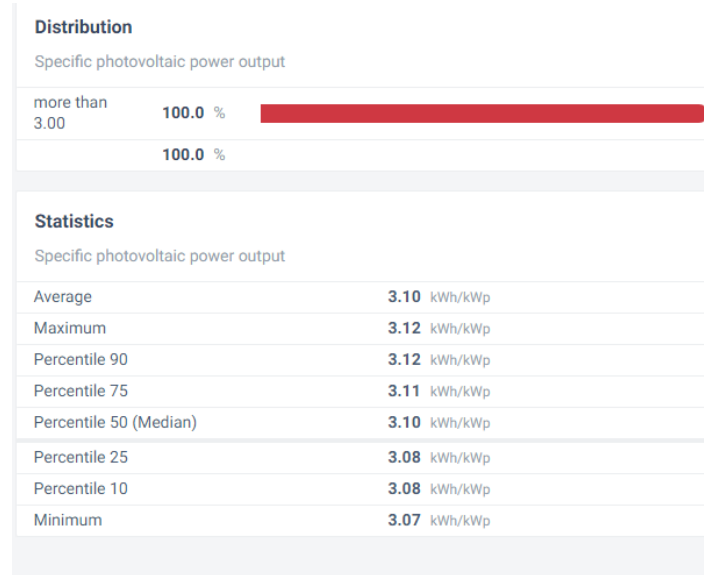 Distribution
Specific photovoltaic power output
more than
3.00 100.0 %
100.0 %
Statistics
Specific photovoltaic power output
Average 3.10 kWh/kWp
Maximum 3.12 kWh/kWp
Percentile 90 3.12 kWh/kWp
Percentile 75 3.11 kWh/kWp
Percentile 50 (Median) 3.10 kWh/kWp
Percentile 25 3.08 kWh/kWp
Percentile 10 3.08 kWh/kWp
Minimum 3.07 kWh/kWp